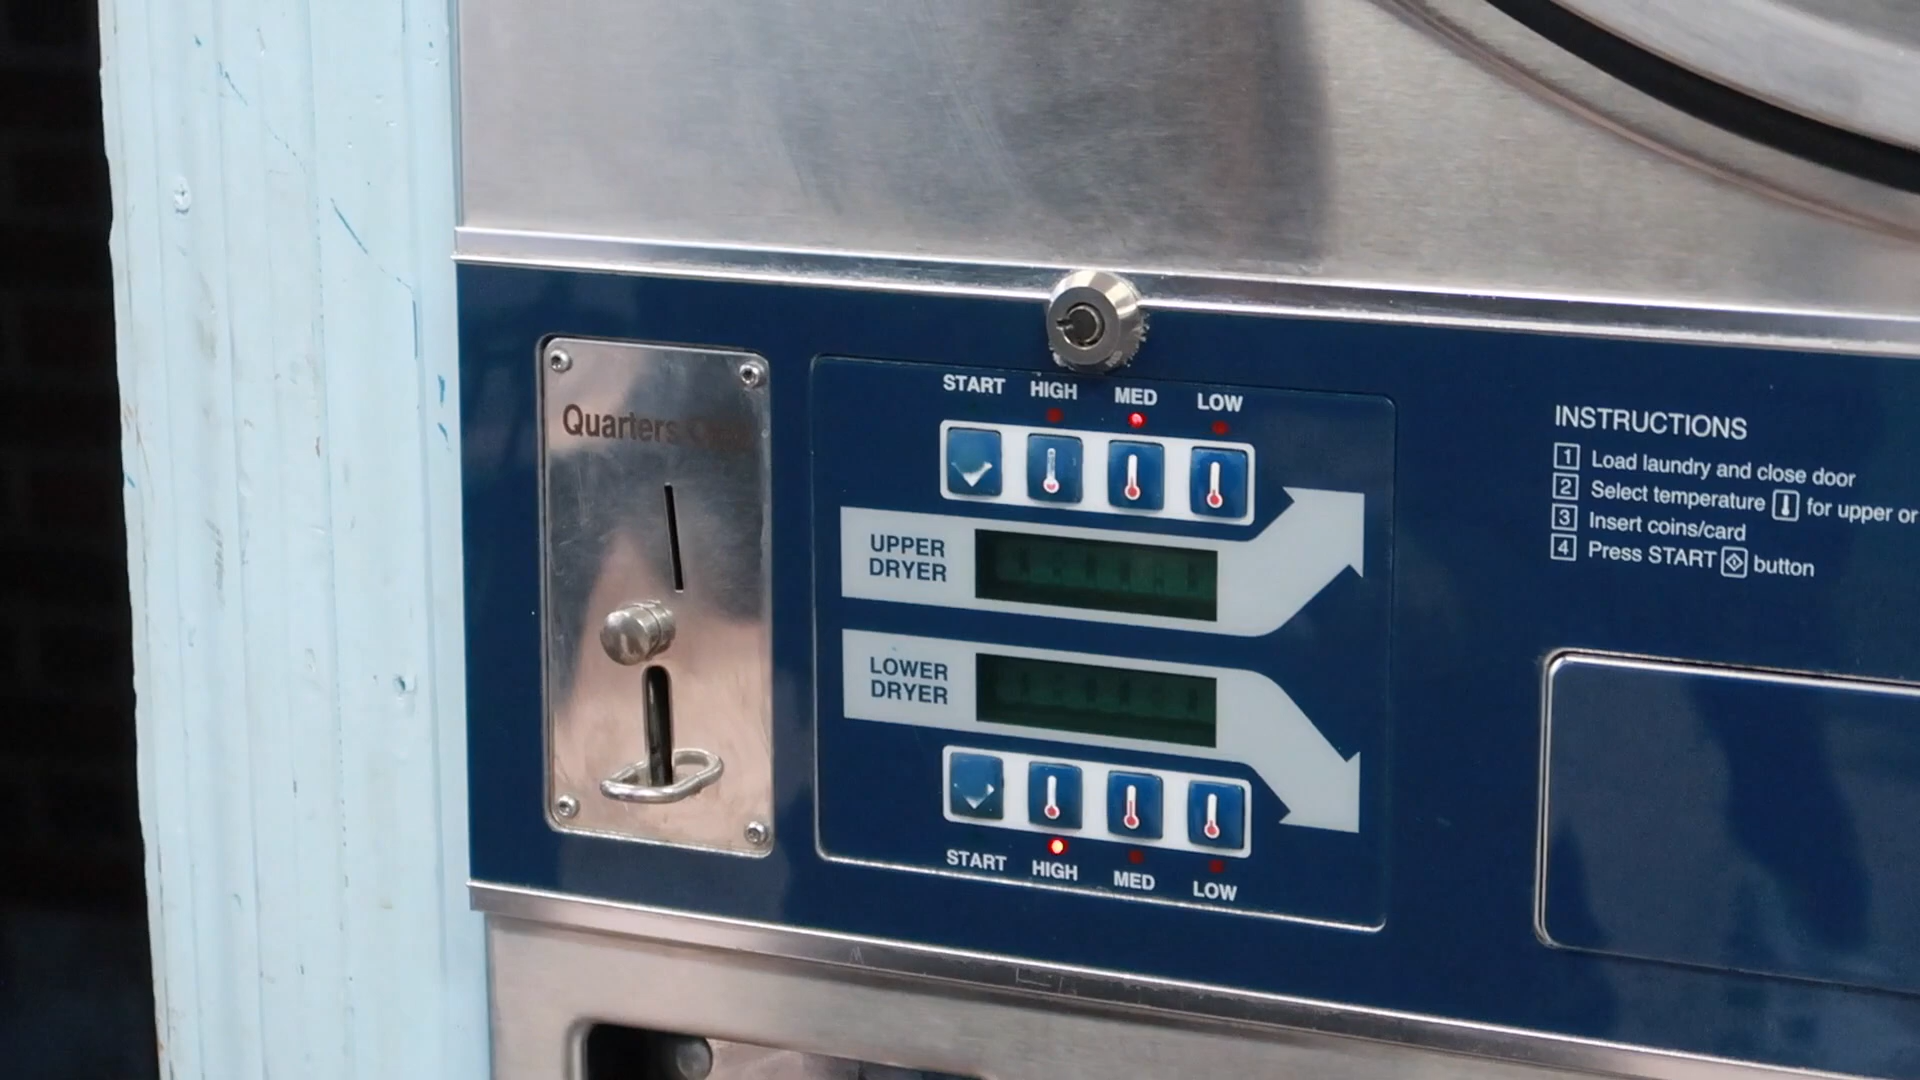 Quarters
START HIGH MED LOW
UPPER
DRYER
LOWER
DRYER
START HIGH MED LOW
INSTRUCTIONS
1 Load laundry and close door
2 Select temperature for upper or
3 Insert coins/card
4 Press START button